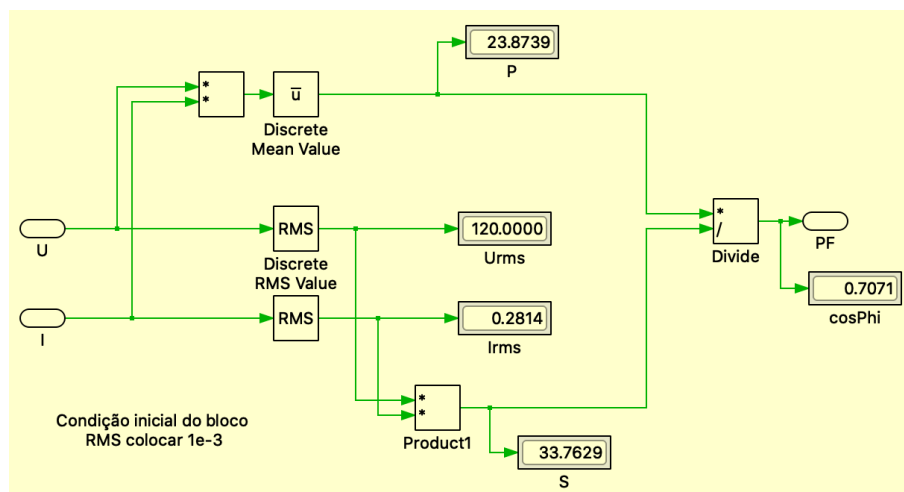 23.8739
P
*
*
u
Discrete
Mean Value
U
RMS
Discrete
RMS Value
120.0000
Urms
*
/
Divide
PF
0.7071
cosPhi
I
RMS
0.2814
Irms
Condição inicial do bloco
RMS colocar 1e-3
*
*
Product1
33.7629
S